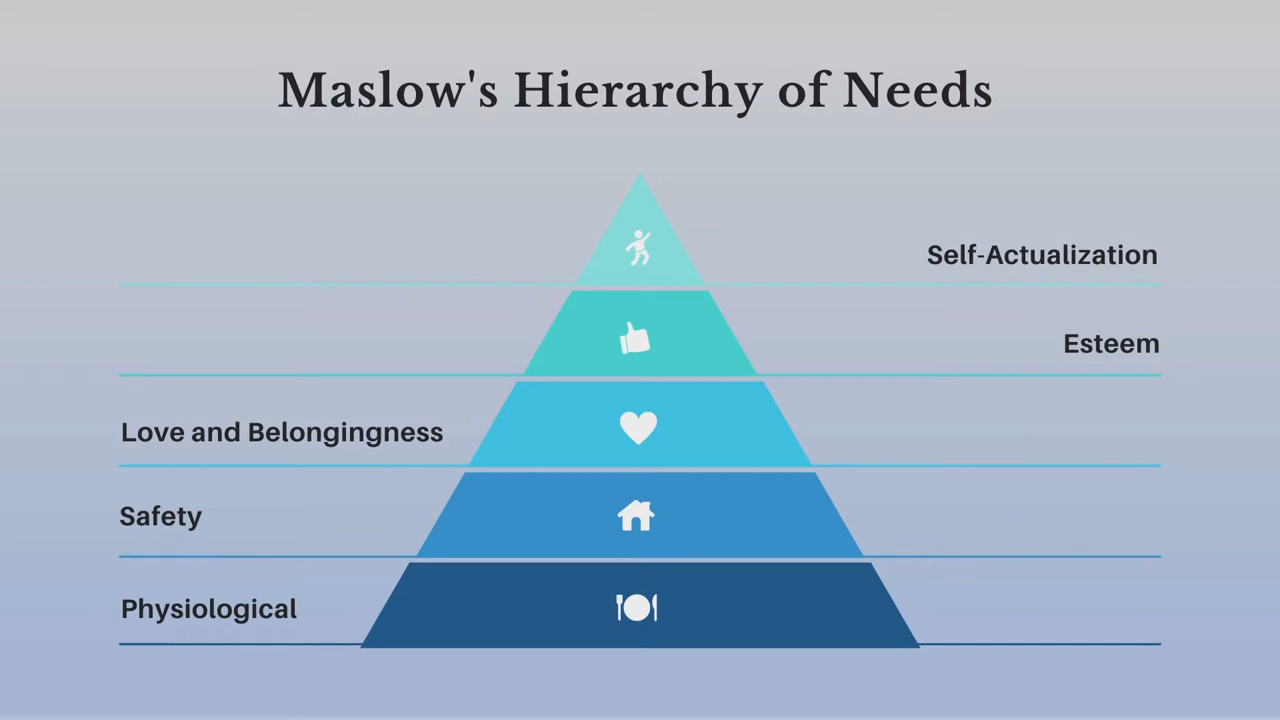 Maslow's Hierarchy of Needs
Self-Actualization
Esteem
Love and Belongingness
Safety
Physiological